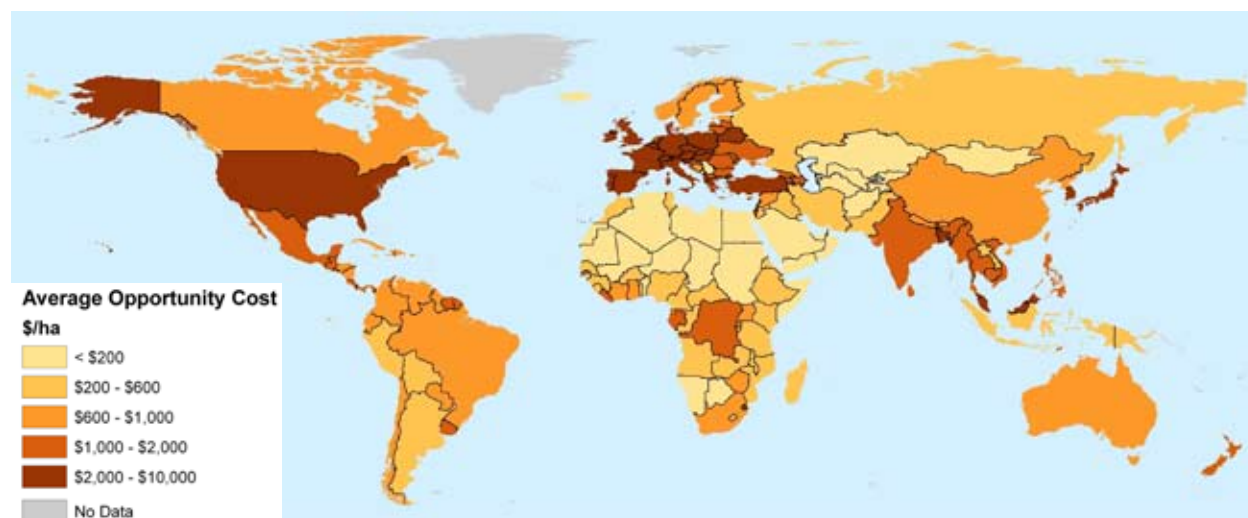 Average Opportunity Cost
$/ha
< $200
$200 - $600
$600 - $1,000
$1,000 - $2,000
$2,000 - $10,000
No Data